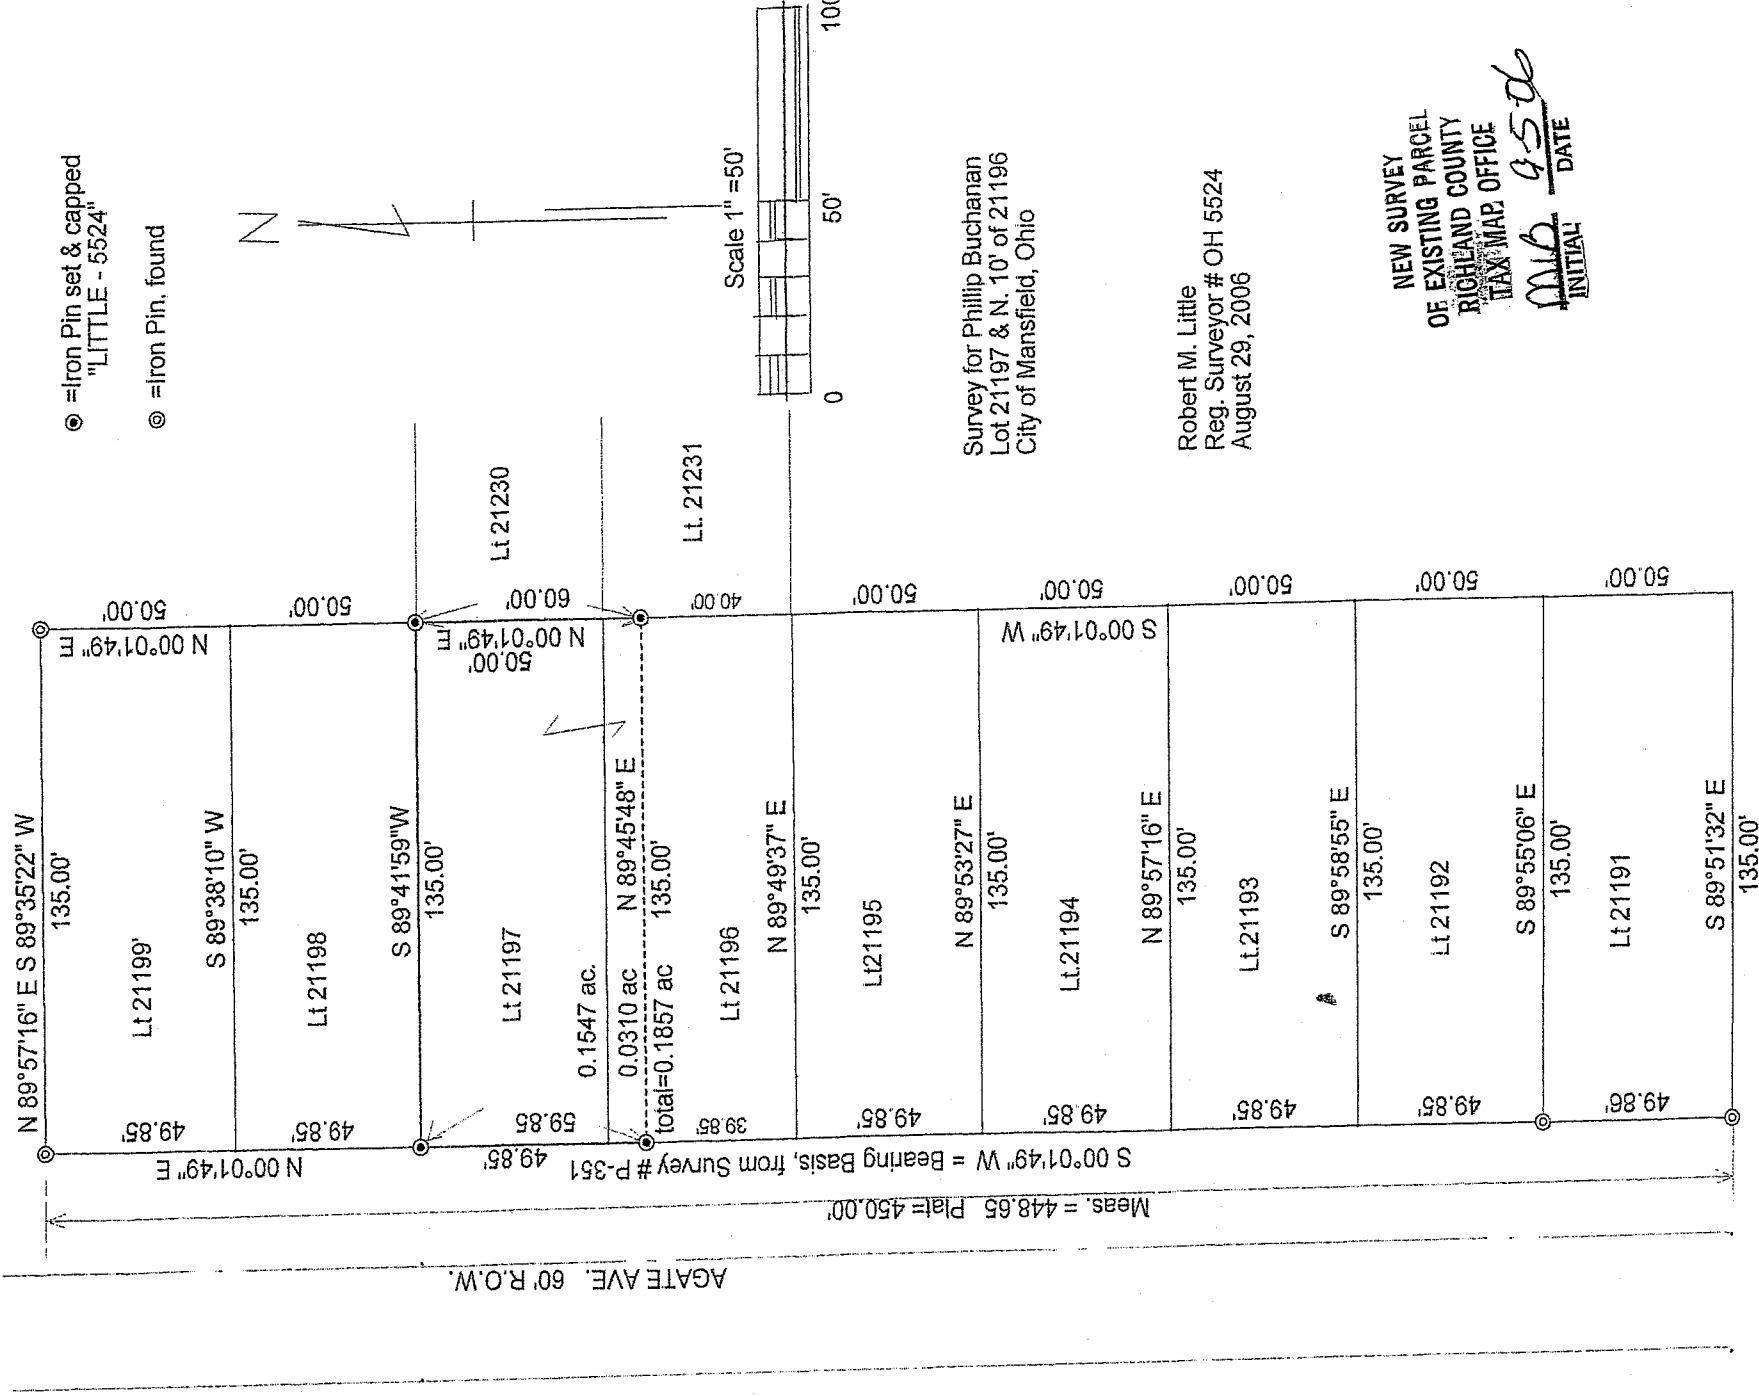 ⦿ =Iron Pin set & capped
"LITTLE - 5524"
◎ =Iron Pin, found
N
Scale 1" =50'
0 50' 100
N 89°57'16" E S 89°35'22" W
135.00'
Lt 21199'
49.85'
50.00'
N 00°01'49" E
N 00°01'49" E
S 89°38'10" W
135.00'
Lt 21198
49.85'
50.00'
S 89°41'59"W
135.00'
Lt 21197
49.85'
59.85
50.00'
N 00°01'49" E
60.00'
Lt 21230
0.1547 ac.
0.0310 ac
N 89°45'48" E
135.00'
total=0.1857 ac
Lt 21196
39.85'
40.00'
Lt. 21231
N 89°49'37" E
135.00'
Lt21195
49.85'
50.00'
N 89°53'27" E
135.00'
Lt.21194
49.85'
50.00'
S 00°01'49" W
N 89°57'16" E
135.00'
Lt.21193
49.85'
50.00'
S 89°58'55" E
135.00'
Lt 21192
49.85'
50.00'
S 89°55'06" E
135.00'
Lt 21191
49.86'
50.00'
S 89°51'32" E
135.00'
S 00°01'49" W = Bearing Basis, from Survey # P-351
Meas. = 448.65 Plat= 450.00'
AGATE AVE. 60' R.O.W.
Survey for Phillip Buchanan
Lot 21197 & N. 10' of 21196
City of Mansfield, Ohio
Robert M. Little
Reg. Surveyor # OH 5524
August 29, 2006
NEW SURVEY
OF EXISTING PARCEL
RICHLAND COUNTY
TAX MAP OFFICE
MB 9-5-06
INITIAL DATE